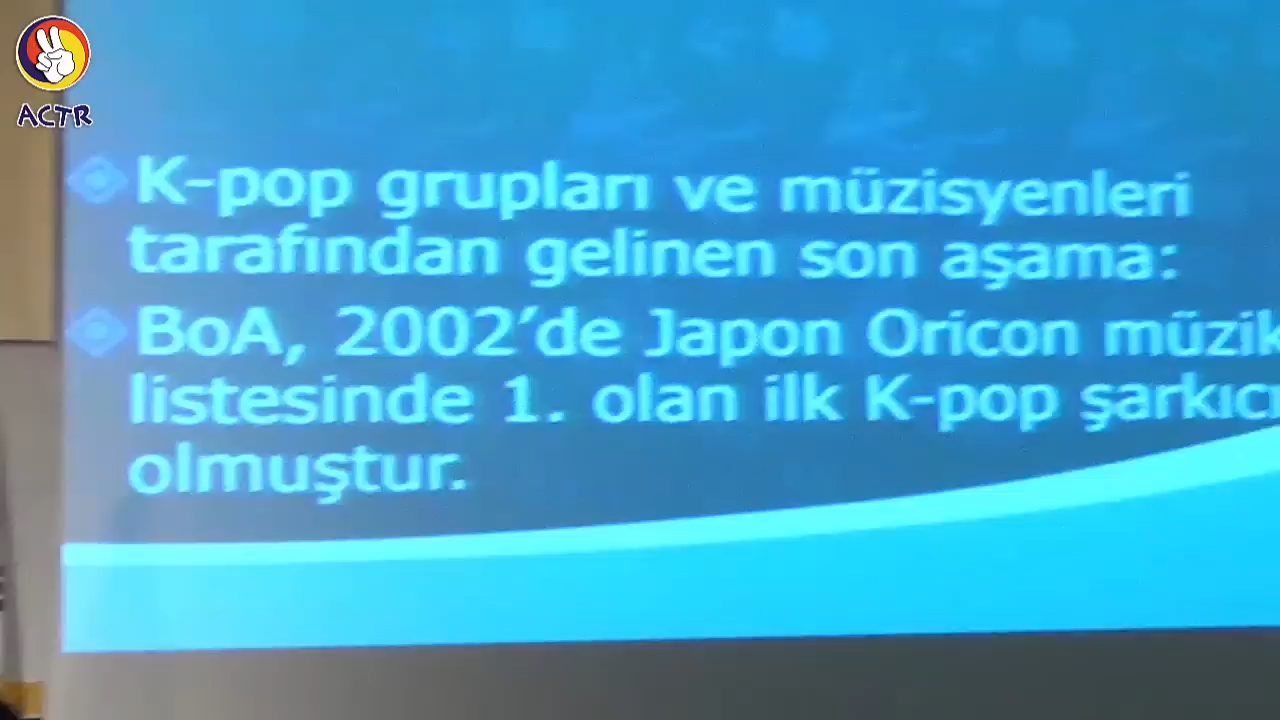 ACTR
K-pop grupları ve müzisyenleri
tarafından gelinen son aşama:
BoA, 2002’de Japon Oricon müzik
listesinde 1. olan ilk K-pop şarkıcı
olmuştur.